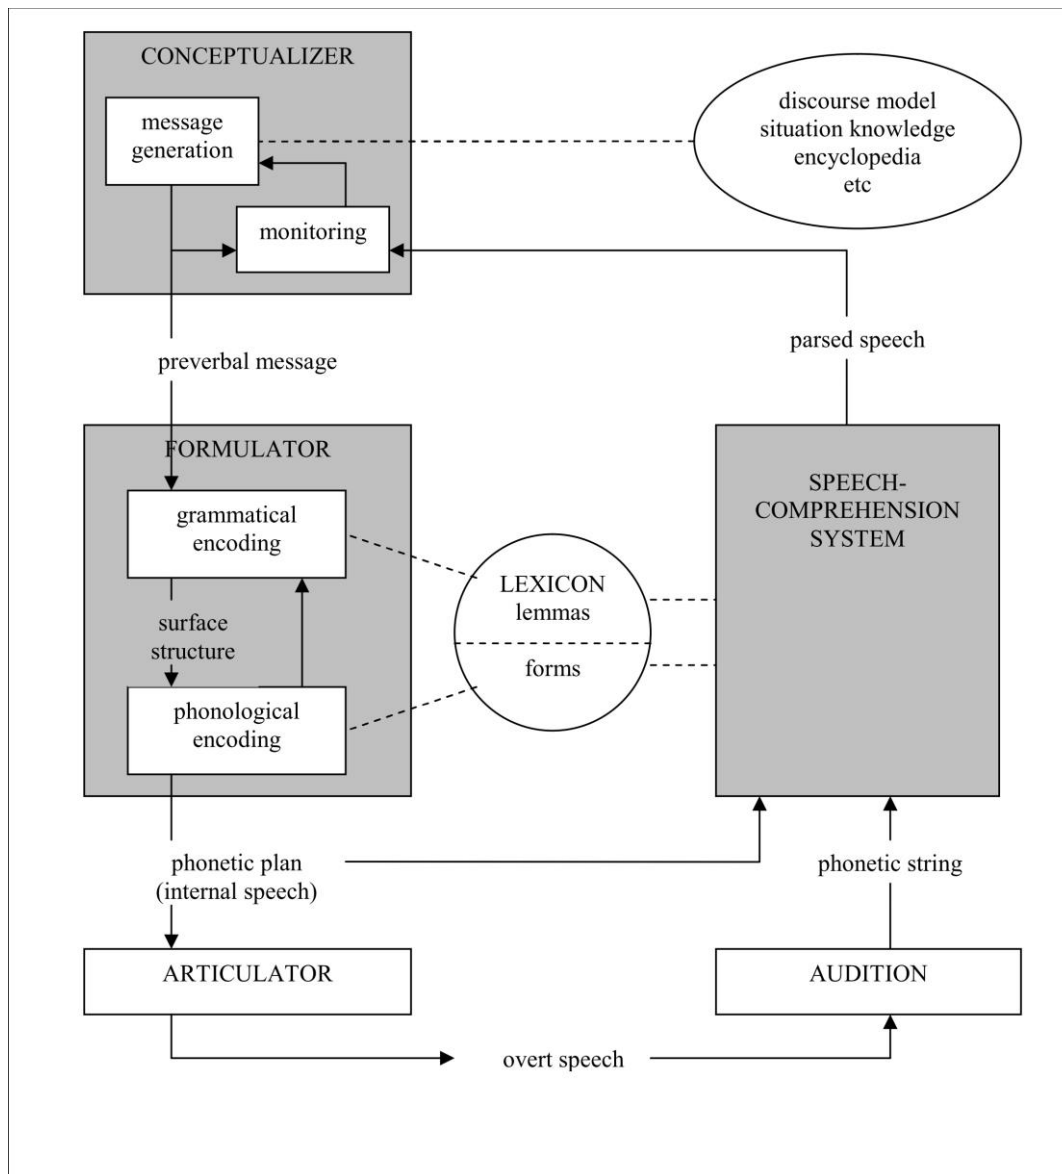 CONCEPTUALIZER
message
generation
monitoring
discourse model
situation knowledge
encyclopedia
etc
preverbal message
parsed speech
FORMULATOR
grammatical
encoding
surface
structure
phonological
encoding
LEXICON
lemmas
forms
SPEECH-
COMPREHENSION
SYSTEM
phonetic plan
(internal speech)
phonetic string
ARTICULATOR
AUDITION
overt speech